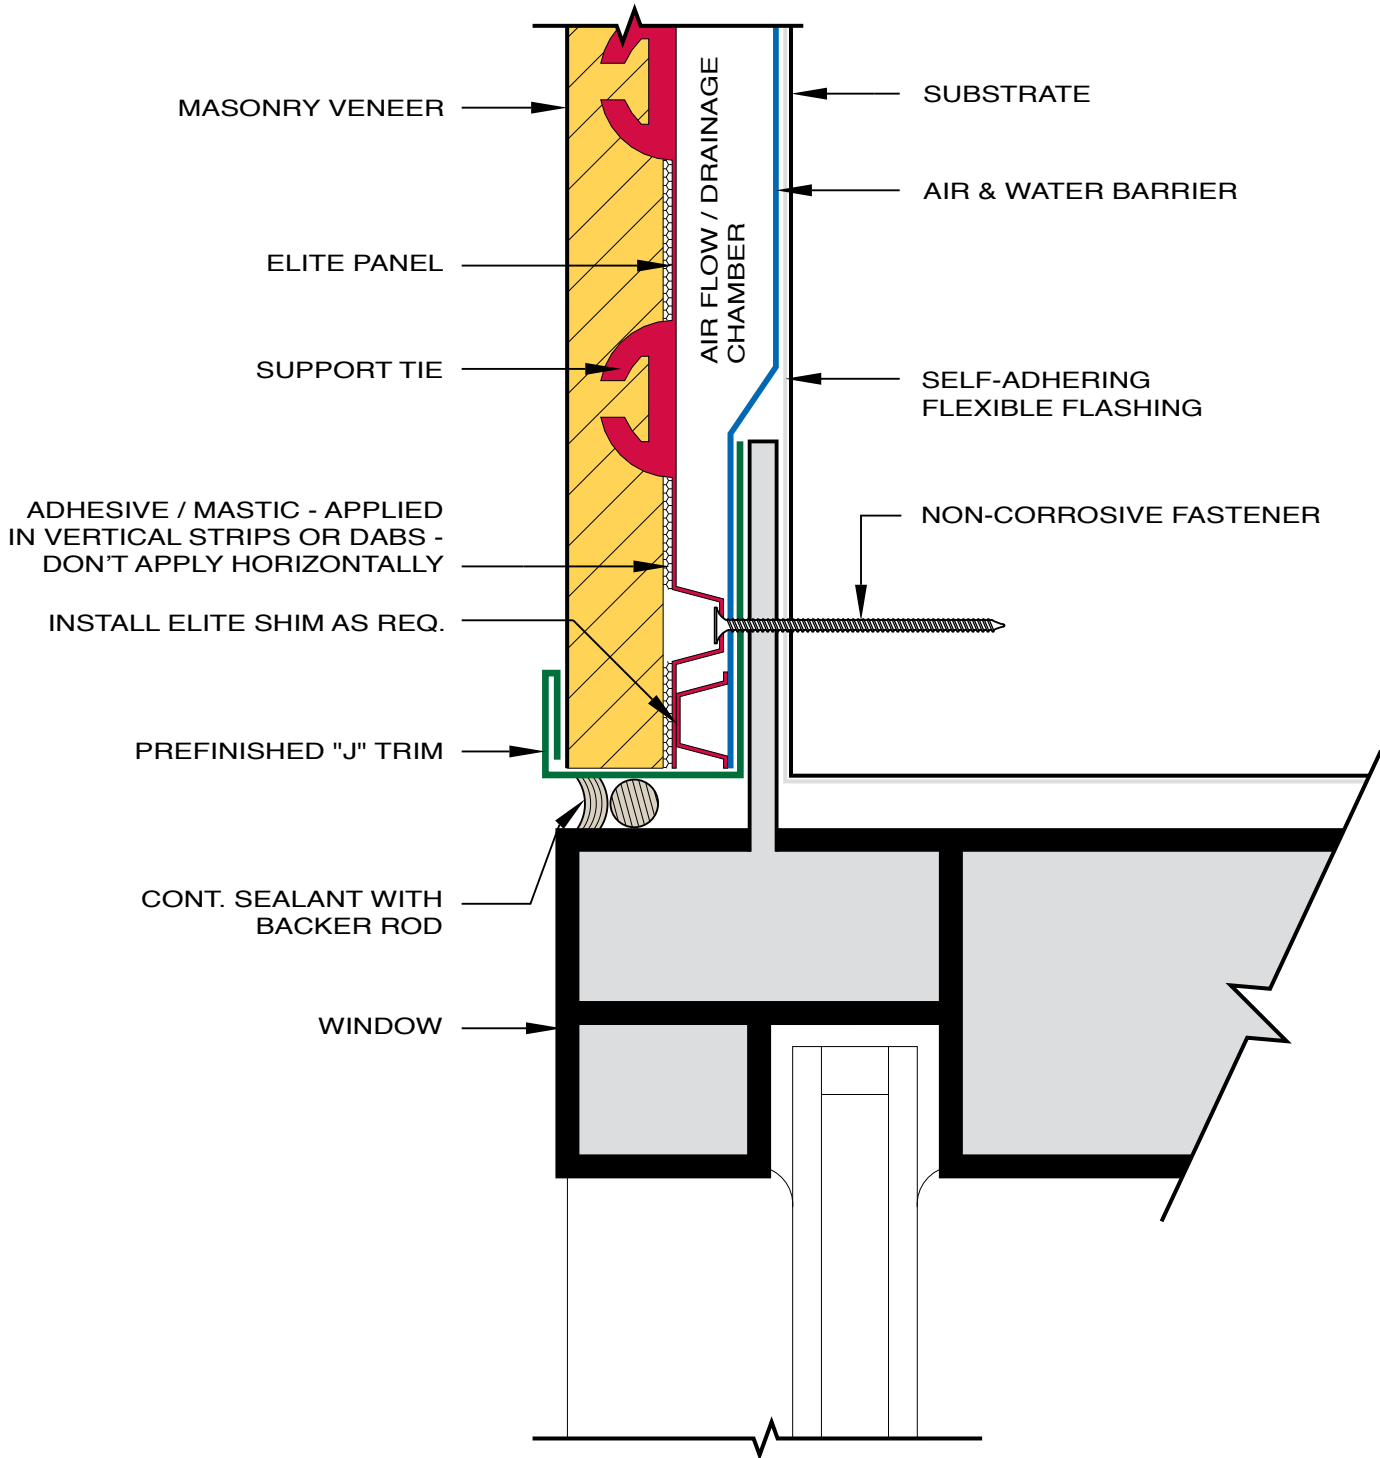 MASONRY VENEER
ELITE PANEL
SUPPORT TIE
ADHESIVE / MASTIC - APPLIED
IN VERTICAL STRIPS OR DABS -
DON'T APPLY HORIZONTALLY
INSTALL ELITE SHIM AS REQ.
PREFINISHED "J" TRIM
CONT. SEALANT WITH
BACKER ROD
WINDOW
AIR FLOW / DRAINAGE
CHAMBER
SUBSTRATE
AIR & WATER BARRIER
SELF-ADHERING
FLEXIBLE FLASHING
NON-CORROSIVE FASTENER